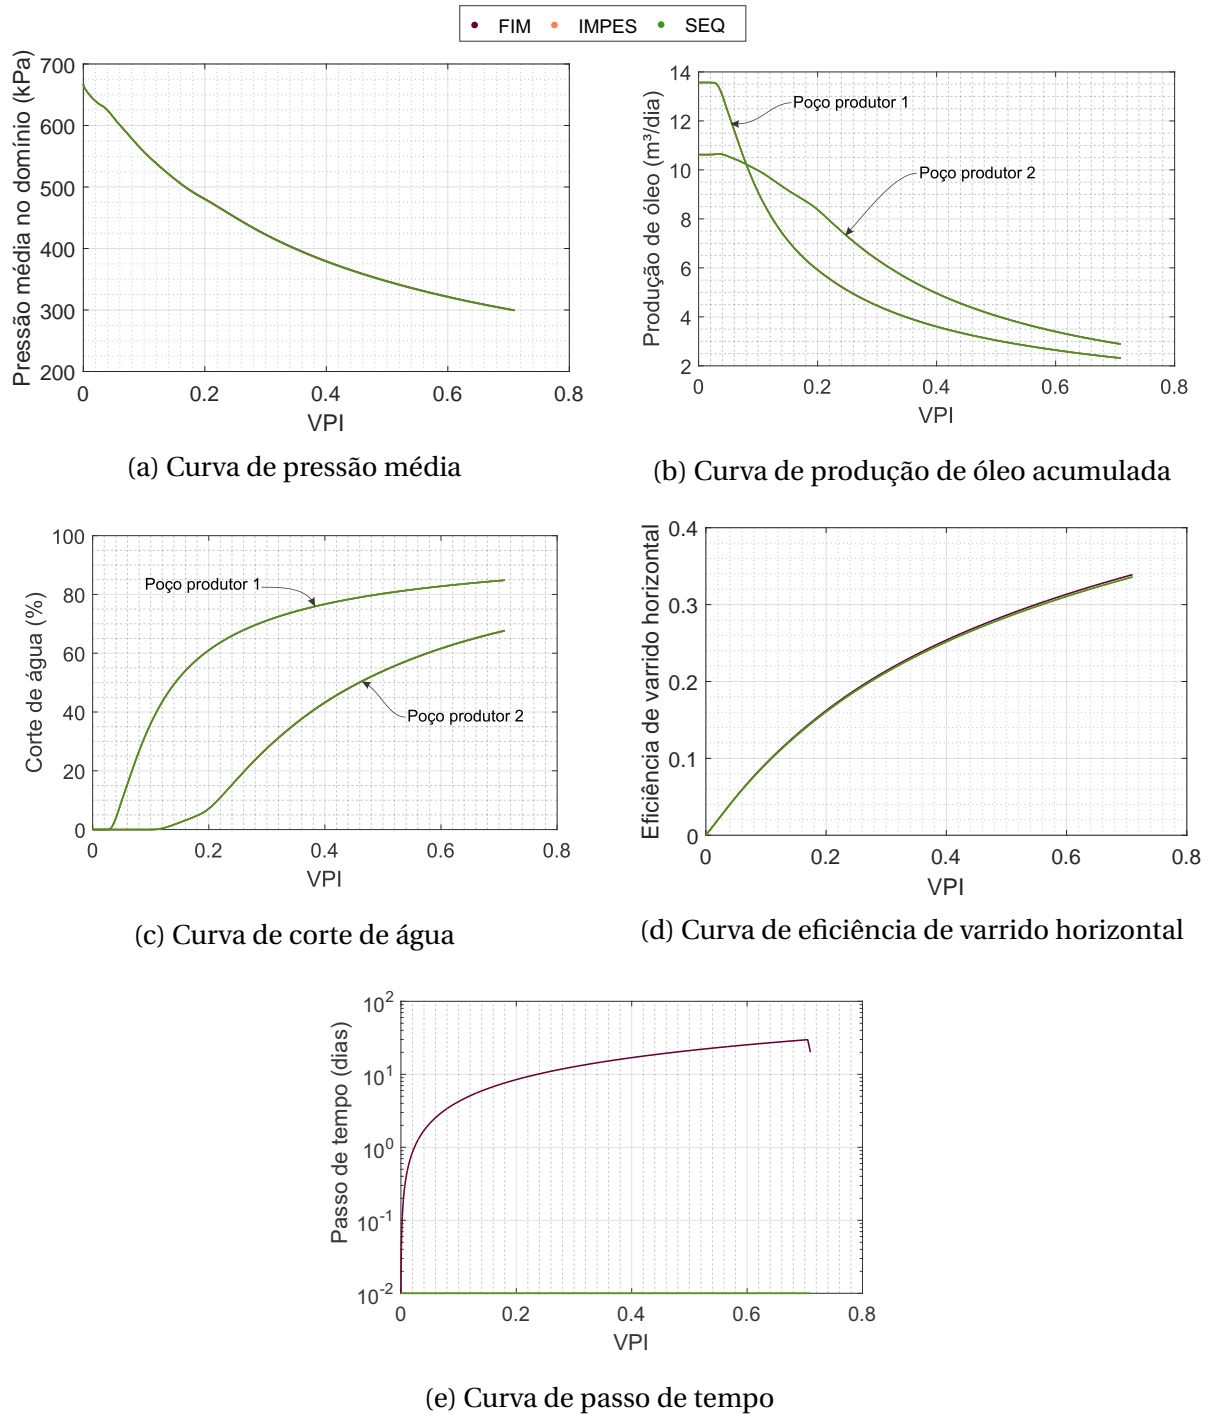 FIM IMPES SEQ
700
600
500
400
300
200
0 0.2 0.4 0.6 0.8
VPI
Pressão média no domínio (kPa)
(a) Curva de pressão média
14
12
10
8
6
4
2
0 0.2 0.4 0.6 0.8
VPI
Produção de óleo (m³/dia)
Poço produtor 1
Poço produtor 2
(b) Curva de produção de óleo acumulada
100
80
60
40
20
0
0 0.2 0.4 0.6 0.8
VPI
Corte de água (%)
Poço produtor 1
Poço produtor 2
(c) Curva de corte de água
0.4
0.3
0.2
0.1
0
0 0.2 0.4 0.6 0.8
VPI
Eficiência de varrido horizontal
(d) Curva de eficiência de varrido horizontal
10²
10¹
10⁰
10⁻¹
10⁻²
0 0.2 0.4 0.6 0.8
VPI
Passo de tempo (dias)
(e) Curva de passo de tempo